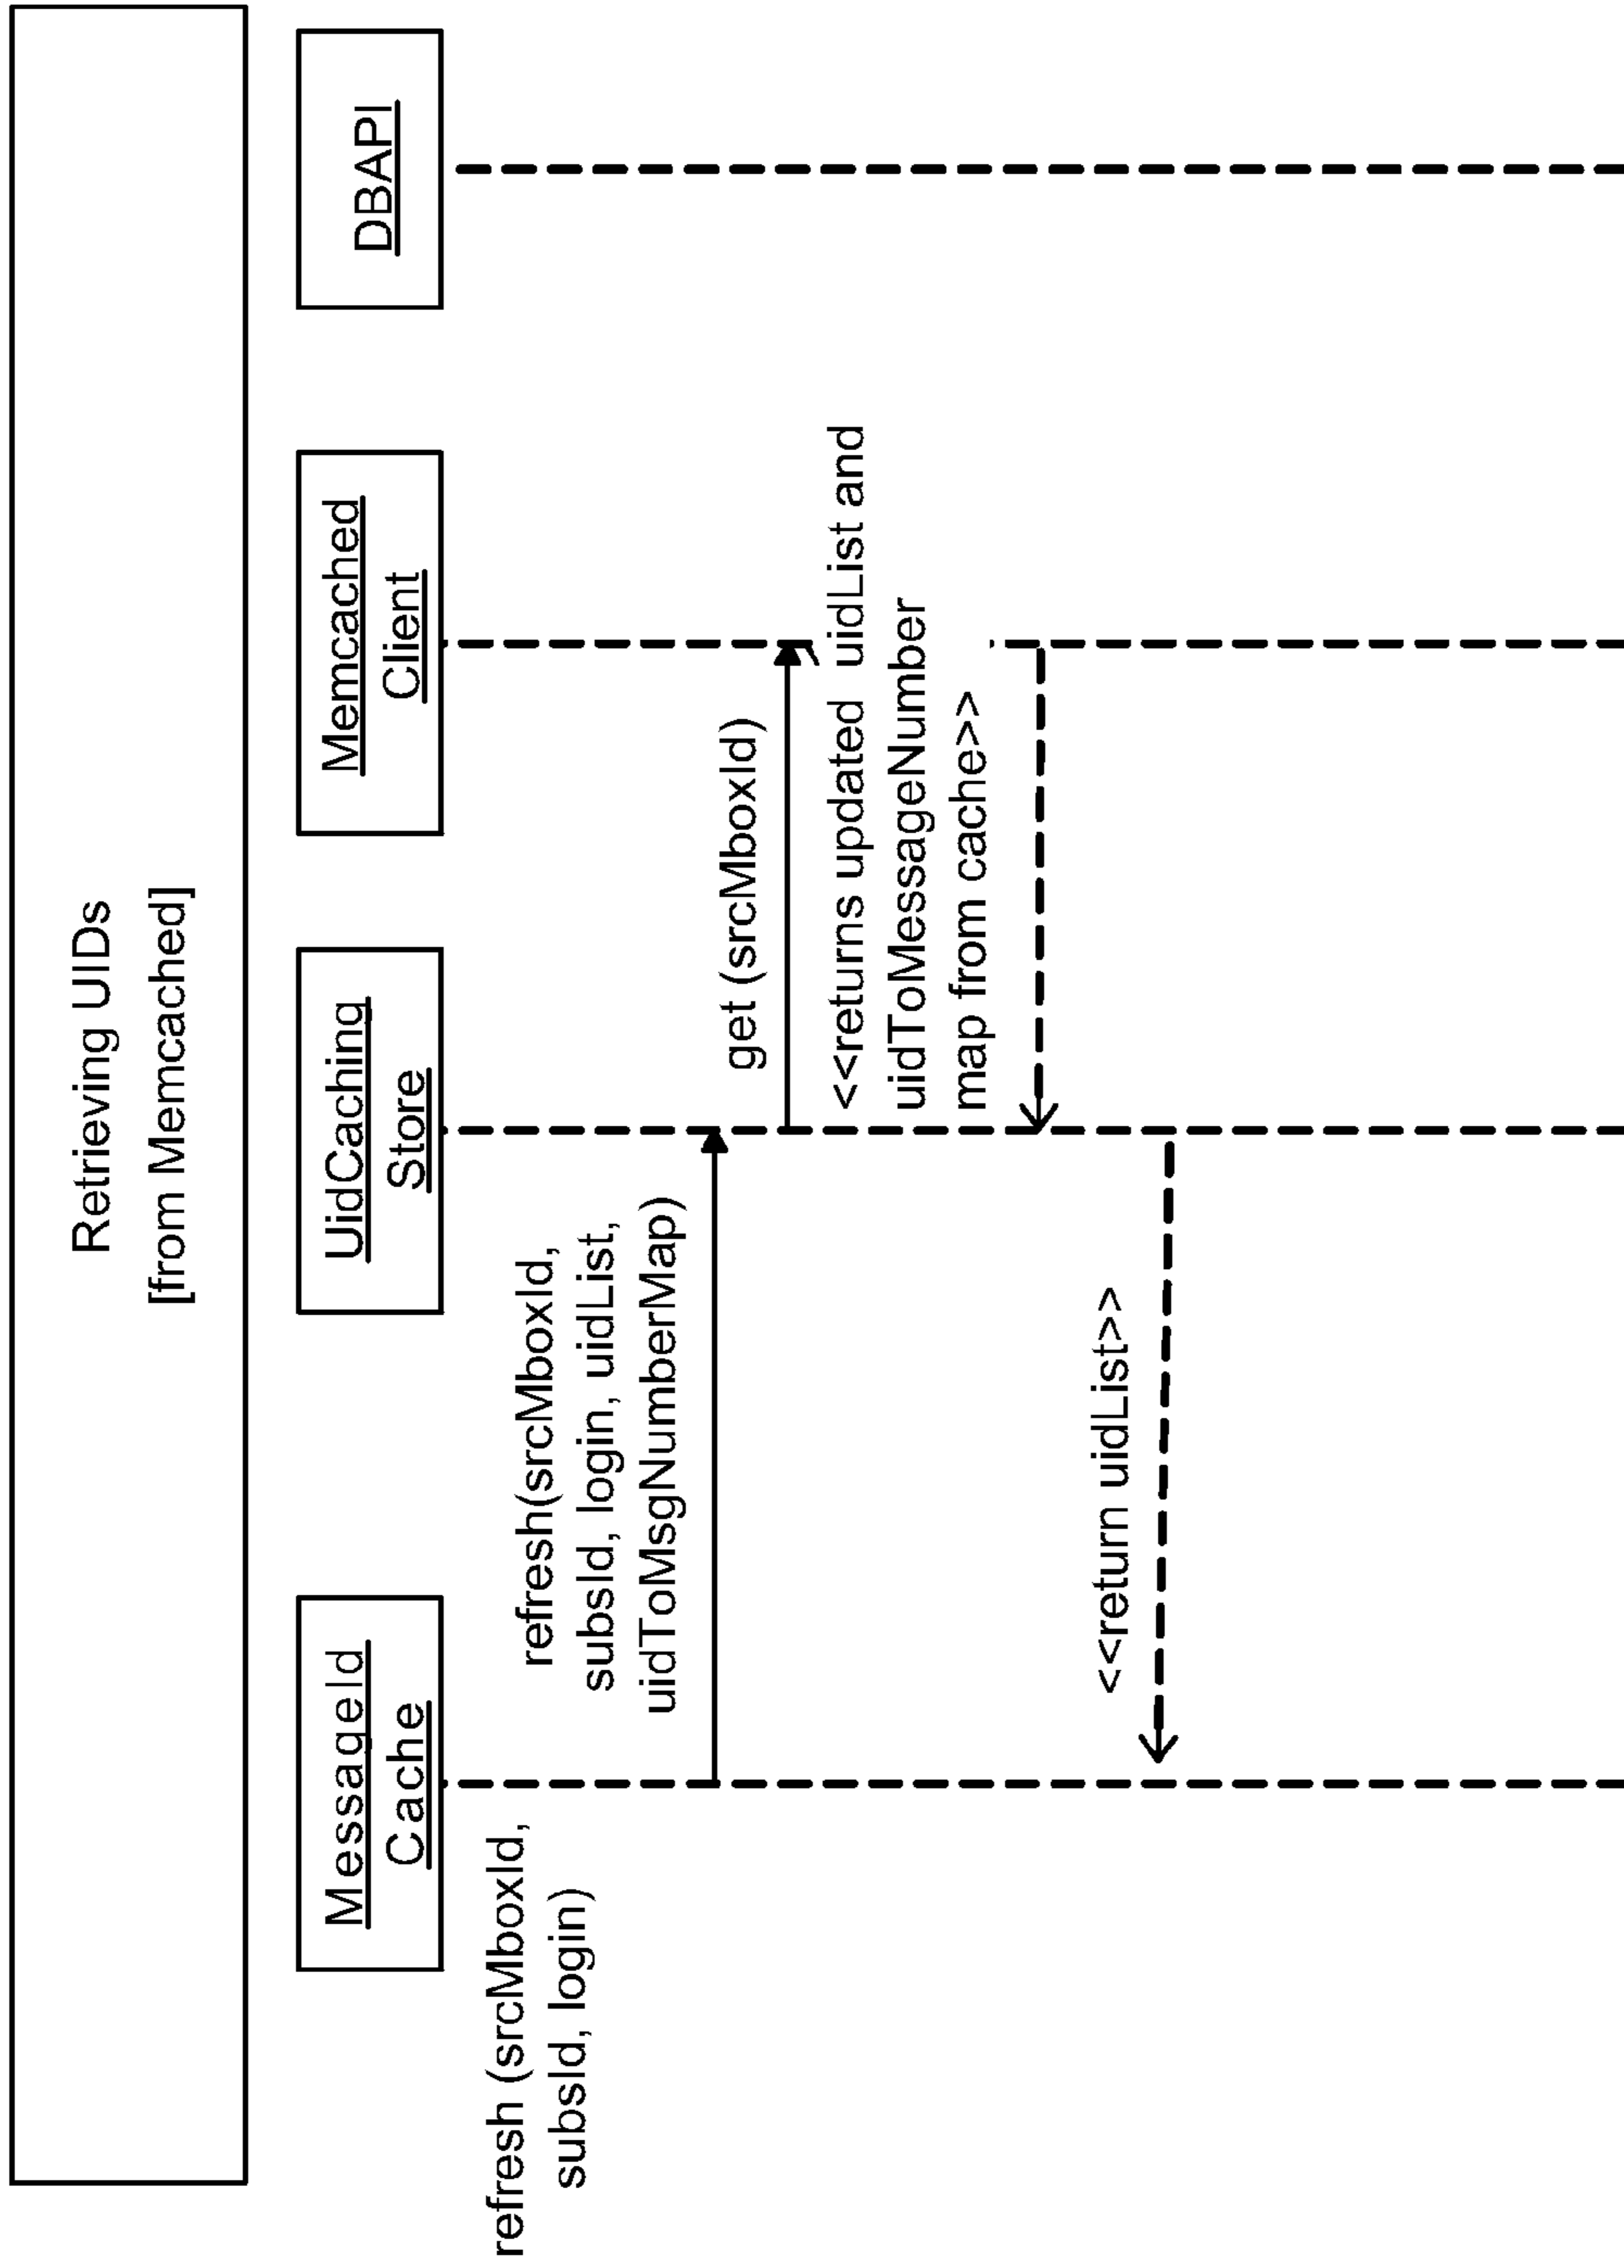 Retrieving UIDs
[from Memcached]
MessageId
Cache
UidCaching
Store
Memcached
Client
DBAPI
refresh (srcMboxId,
subsId, login)
refresh(srcMboxId,
subsId, login, uidList,
uidToMsgNumberMap)
get (srcMboxId)
<<returns updated uidList and
uidToMessageNumber
map from cache>>
<<return uidList>>